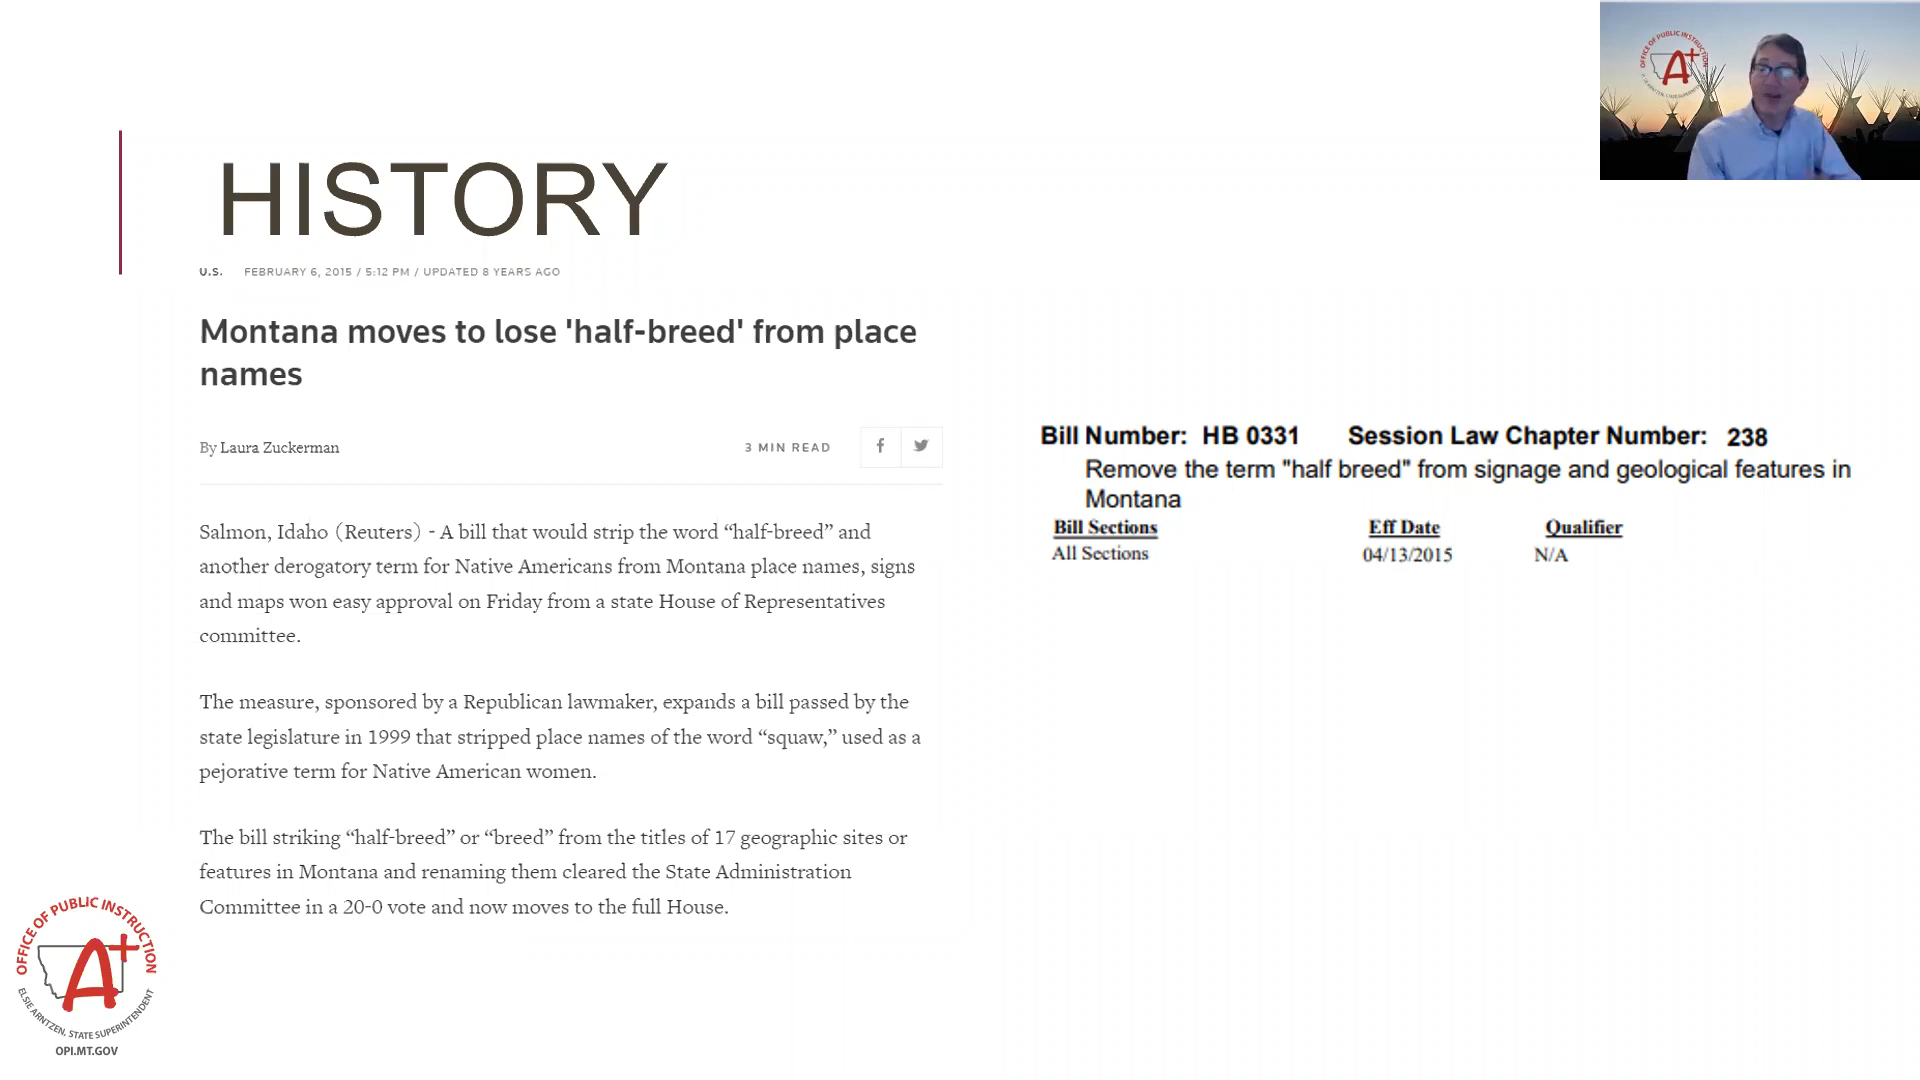 HISTORY
U.S. FEBRUARY 6, 2015 / 5:12 PM / UPDATED 8 YEARS AGO
Montana moves to lose 'half-breed' from place
names
By Laura Zuckerman
3 MIN READ
Salmon, Idaho (Reuters) - A bill that would strip the word “half-breed” and
another derogatory term for Native Americans from Montana place names, signs
and maps won easy approval on Friday from a state House of Representatives
committee.
The measure, sponsored by a Republican lawmaker, expands a bill passed by the
state legislature in 1999 that stripped place names of the word “squaw,” used as a
pejorative term for Native American women.
The bill striking “half-breed” or “breed” from the titles of 17 geographic sites or
features in Montana and renaming them cleared the State Administration
Committee in a 20-0 vote and now moves to the full House.
Bill Number: HB 0331 Session Law Chapter Number: 238
Remove the term "half breed" from signage and geological features in
Montana
Bill Sections Eff Date Qualifier
All Sections 04/13/2015 N/A
OFFICE OF PUBLIC INSTRUCTION
A+
ELSIE ARNTZEN, STATE SUPERINTENDENT
OPI.MT.GOV
OFFICE OF PUBLIC INSTRUCTION
A+